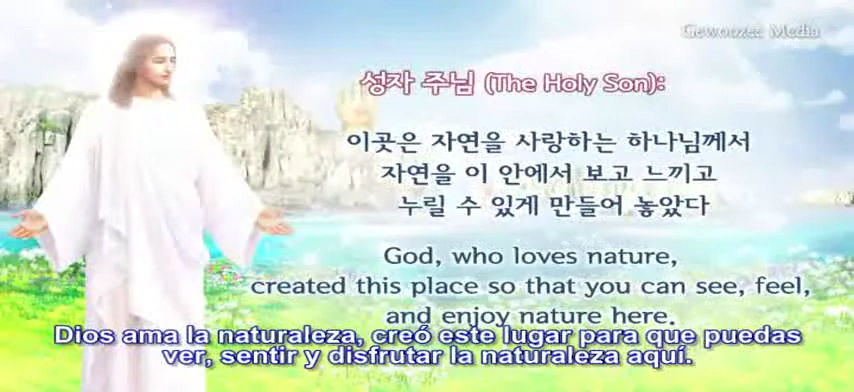 Gewoozee Media
성자 주님 (The Holy Son):
이곳은 자연을 사랑하는 하나님께서
자연을 이 안에서 보고 느끼고
누릴 수 있게 만들어 놓았다
God, who loves nature,
created this place so that you can see, feel,
and enjoy nature here.
Dios ama la naturaleza, creó este lugar para que puedas
ver, sentir y disfrutar la naturaleza aquí.